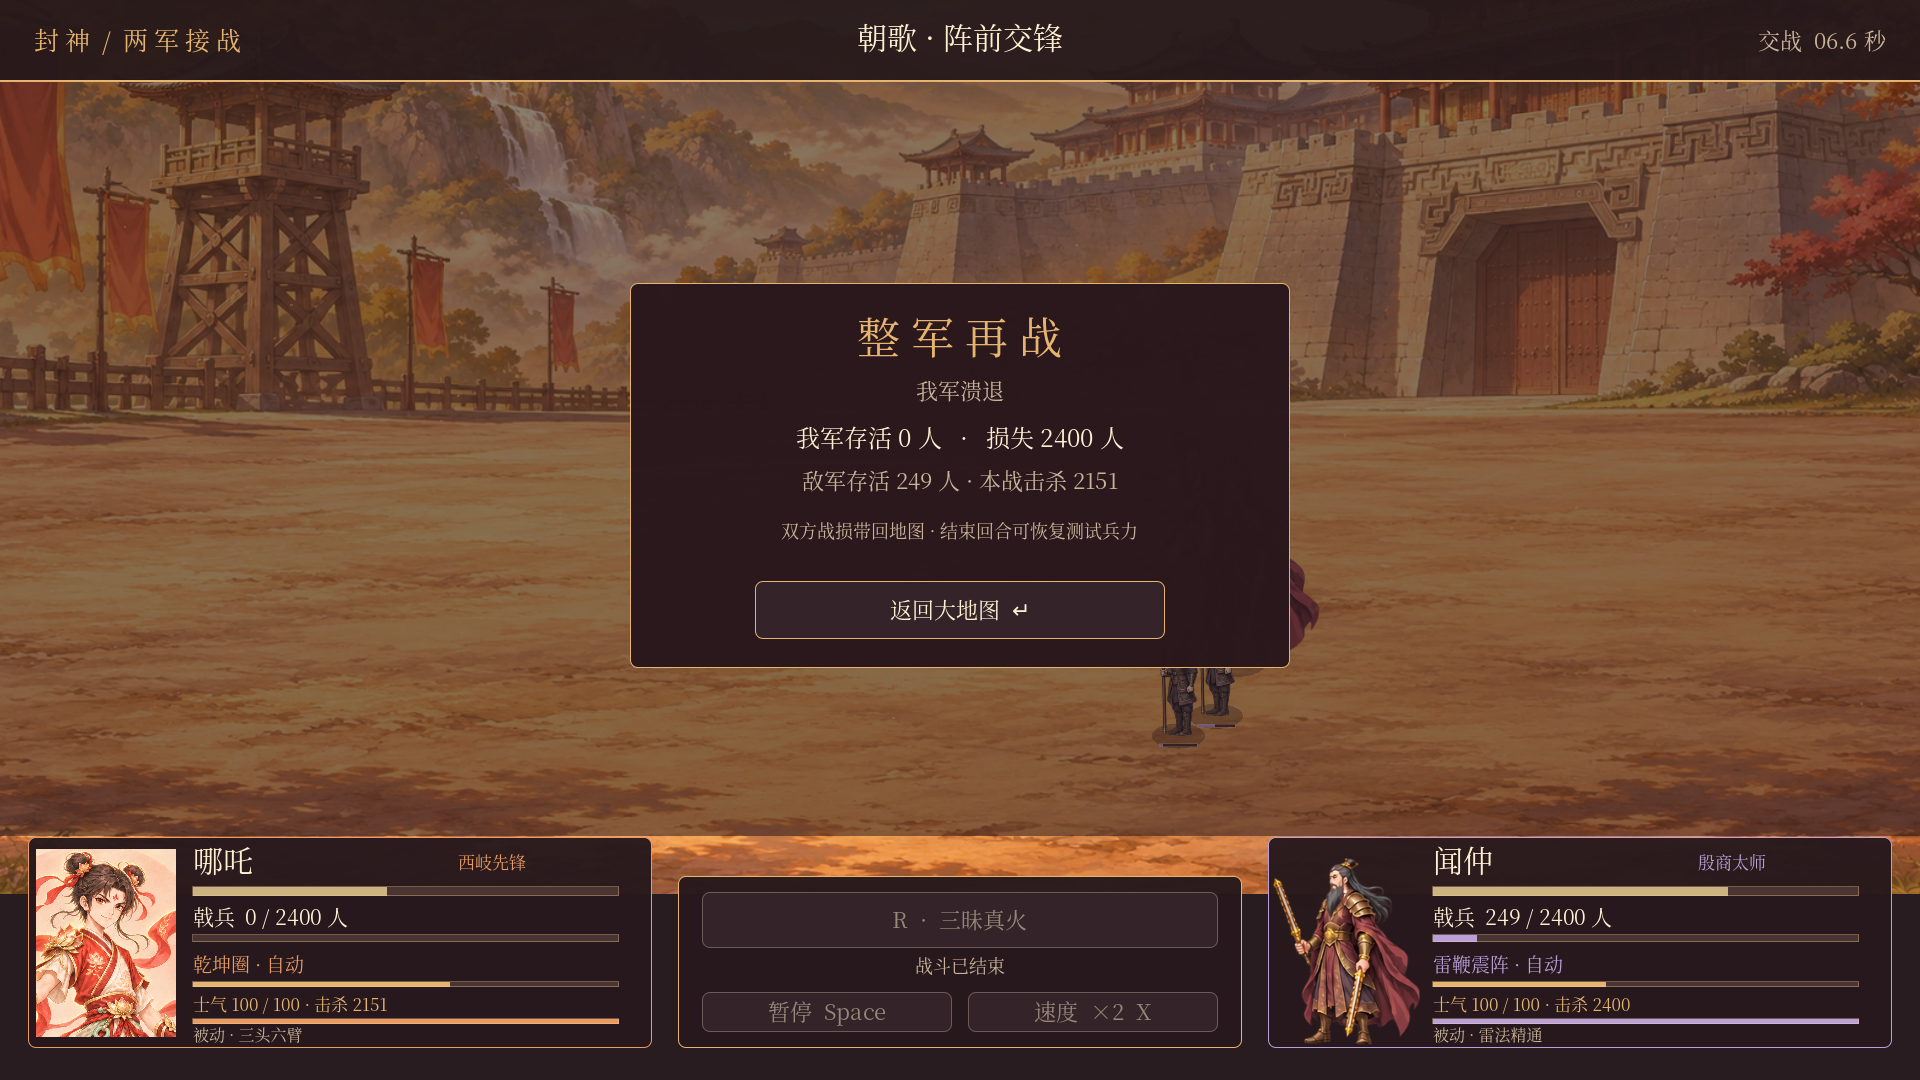 封神 / 两军接战
朝歌 · 阵前交锋
交战 06.6 秒
整军再战
我军溃退
我军存活 0 人 · 损失 2400 人
敌军存活 249 人 · 本战击杀 2151
双方战损带回地图 · 结束回合可恢复测试兵力
返回大地图 ↵
哪吒
西岐先锋
戟兵 0 / 2400 人
乾坤圈 · 自动
士气 100 / 100 · 击杀 2151
被动 · 三头六臂
R · 三昧真火
战斗已结束
暂停 Space
速度 ×2 X
闻仲
殷商太师
戟兵 249 / 2400 人
雷鞭震阵 · 自动
士气 100 / 100 · 击杀 2400
被动 · 雷法精通